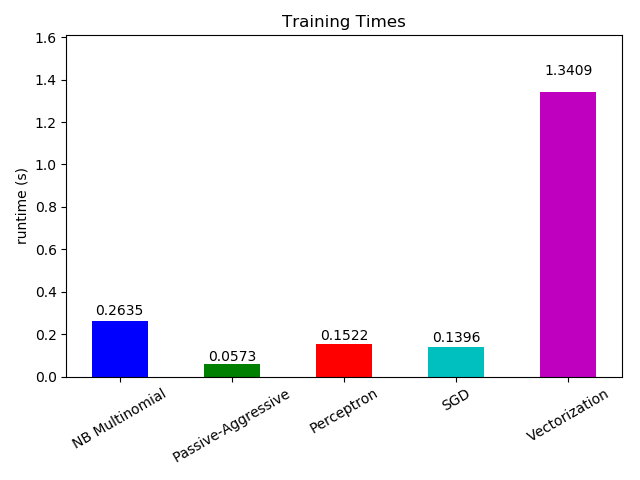 Training Times
runtime (s)
1.6
1.4
1.2
1.0
0.8
0.6
0.4
0.2
0.0
0.2635
0.0573
0.1522
0.1396
1.3409
NB Multinomial
Passive-Aggressive
Perceptron
SGD
Vectorization